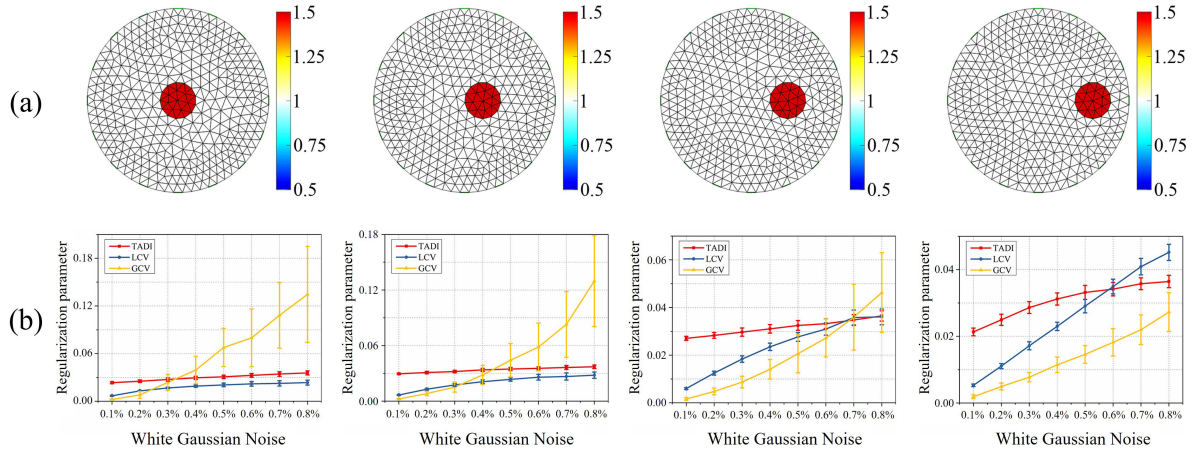 (a)
1.5
1.25
1
0.75
0.5
1.5
1.25
1
0.75
0.5
1.5
1.25
1
0.75
0.5
1.5
1.25
1
0.75
0.5
(b)
Regularization parameter
0.18
0.12
0.06
0.00
TADI
LCV
GCV
0.1% 0.2% 0.3% 0.4% 0.5% 0.6% 0.7% 0.8%
White Gaussian Noise
Regularization parameter
0.18
0.12
0.06
0.00
TADI
LCV
GCV
0.1% 0.2% 0.3% 0.4% 0.5% 0.6% 0.7% 0.8%
White Gaussian Noise
Regularization parameter
0.06
0.04
0.02
0.00
TADI
LCV
GCV
0.1% 0.2% 0.3% 0.4% 0.5% 0.6% 0.7% 0.8%
White Gaussian Noise
Regularization parameter
0.04
0.02
0.00
TADI
LCV
GCV
0.1% 0.2% 0.3% 0.4% 0.5% 0.6% 0.7% 0.8%
White Gaussian Noise